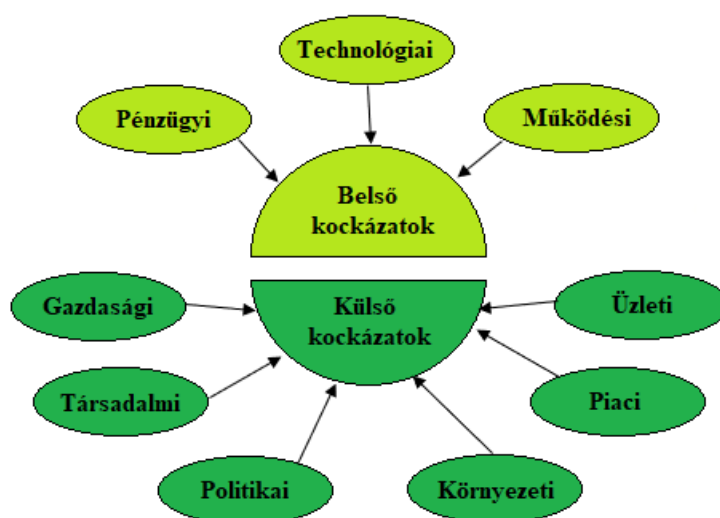 Technológiai
Pénzügyi
Működési
Belső
kockázatok
Gazdasági
Külső
kockázatok
Üzleti
Társadalmi
Piaci
Politikai
Környezeti